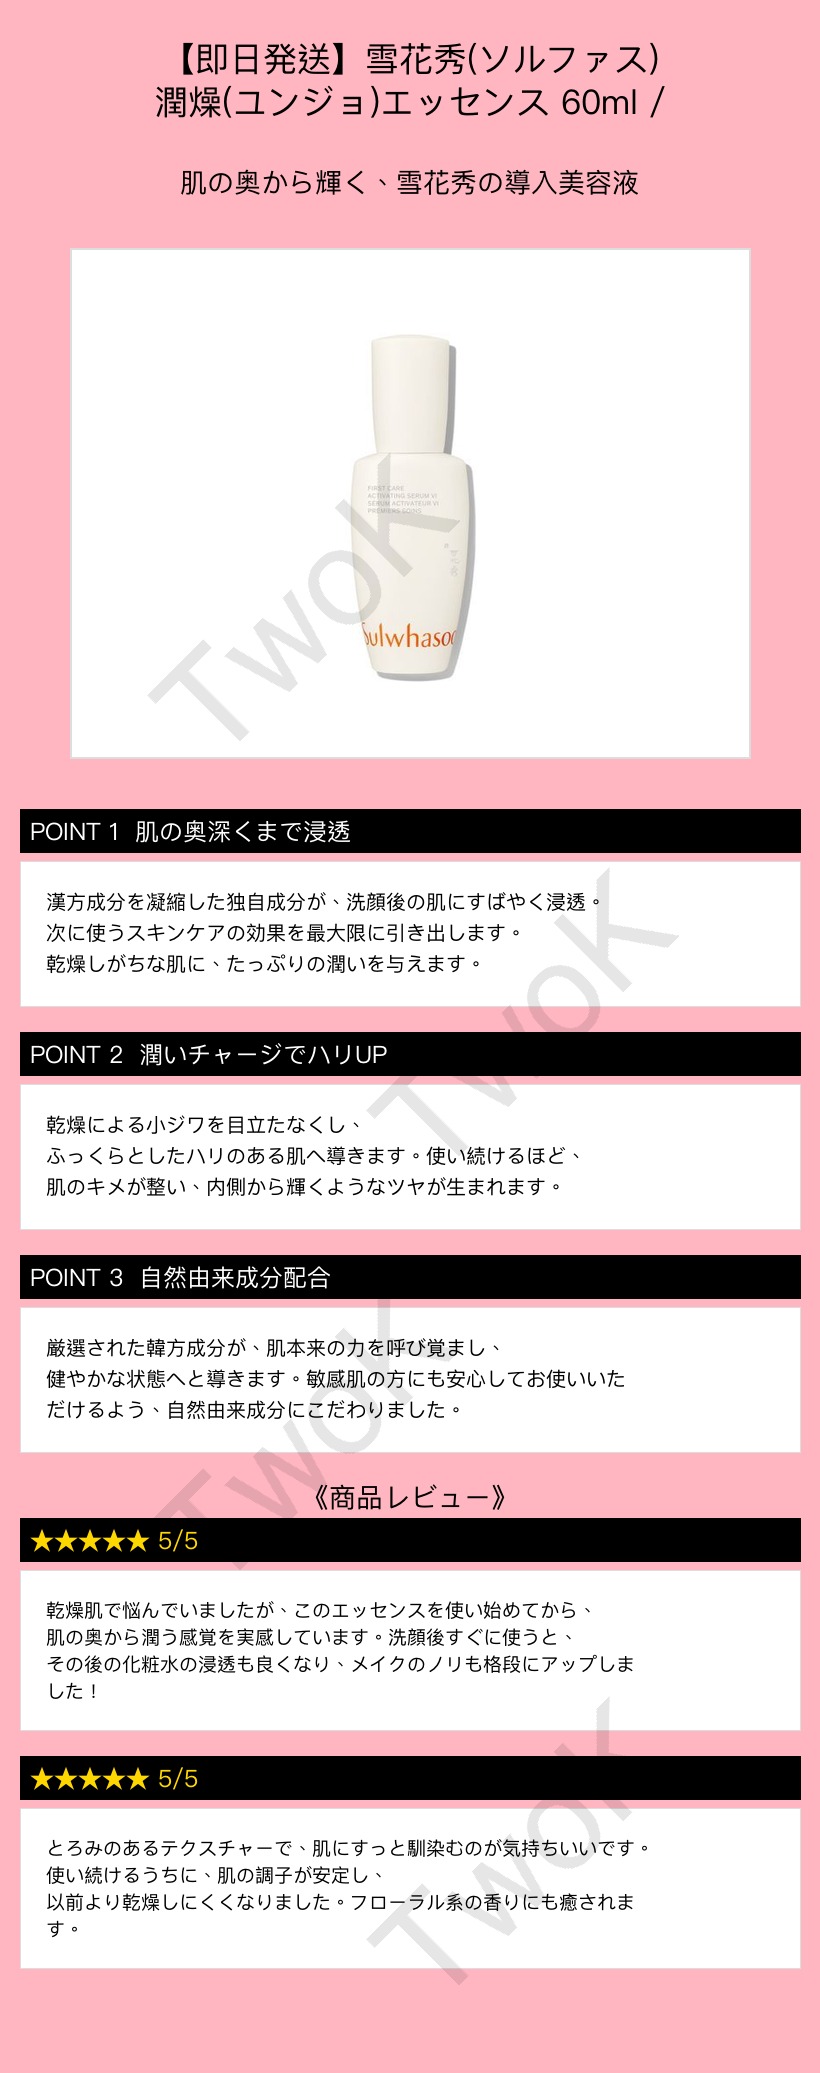 【即日発送】雪花秀(ソルファス)
潤燥(ユンジョ)エッセンス 60ml /
肌の奥から輝く、雪花秀の導入美容液
FIRST CARE
ACTIVATING SERUM VI
SÉRUM ACTIVATEUR VI
PREMIERS SOINS
Sulwhasoo
TwoK
POINT 1 肌の奥深くまで浸透
漢方成分を凝縮した独自成分が、洗顔後の肌にすばやく浸透。
次に使うスキンケアの効果を最大限に引き出します。
乾燥しがちな肌に、たっぷりの潤いを与えます。
TwoK
POINT 2 潤いチャージでハリUP
乾燥による小ジワを目立たなくし、
ふっくらとしたハリのある肌へ導きます。使い続けるほど、
肌のキメが整い、内側から輝くようなツヤが生まれます。
POINT 3 自然由来成分配合
厳選された韓方成分が、肌本来の力を呼び覚まし、
健やかな状態へと導きます。敏感肌の方にも安心してお使いいた
だけるよう、自然由来成分にこだわりました。
TwoK
《商品レビュー》
★★★★★ 5/5
乾燥肌で悩んでいましたが、このエッセンスを使い始めてから、
肌の奥から潤う感覚を実感しています。洗顔後すぐに使うと、
その後の化粧水の浸透も良くなり、メイクのノリも格段にアップしま
した！
★★★★★ 5/5
とろみのあるテクスチャーで、肌にすっと馴染むのが気持ちいいです。
使い続けるうちに、肌の調子が安定し、
以前より乾燥しにくくなりました。フローラル系の香りにも癒されま
す。
TwoK